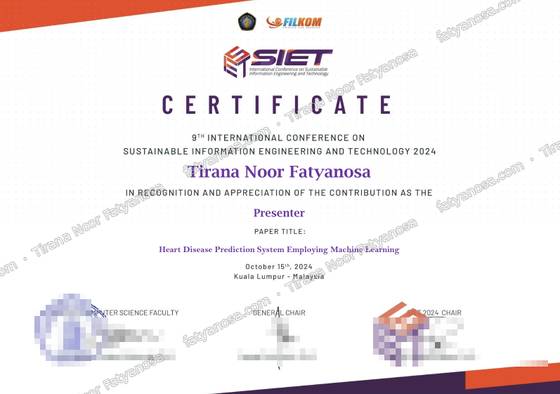 FILKOM
SIET
International Conference on Sustainable
Information Engineering and Technology
CERTIFICATE
9TH INTERNATIONAL CONFERENCE ON
SUSTAINABLE INFORMATION ENGINEERING AND TECHNOLOGY 2024
Tirana Noor Fatyanosa
IN RECOGNITION AND APPRECIATION OF THE CONTRIBUTION AS THE
Presenter
PAPER TITLE:
Heart Disease Prediction System Employing Machine Learning
October 15th, 2024
Kuala Lumpur - Malaysia
SCIENCE FACULTY
GENERAL CHAIR
2024 CHAIR
fatyanosa.com
Tirana Noor Fatyanosa